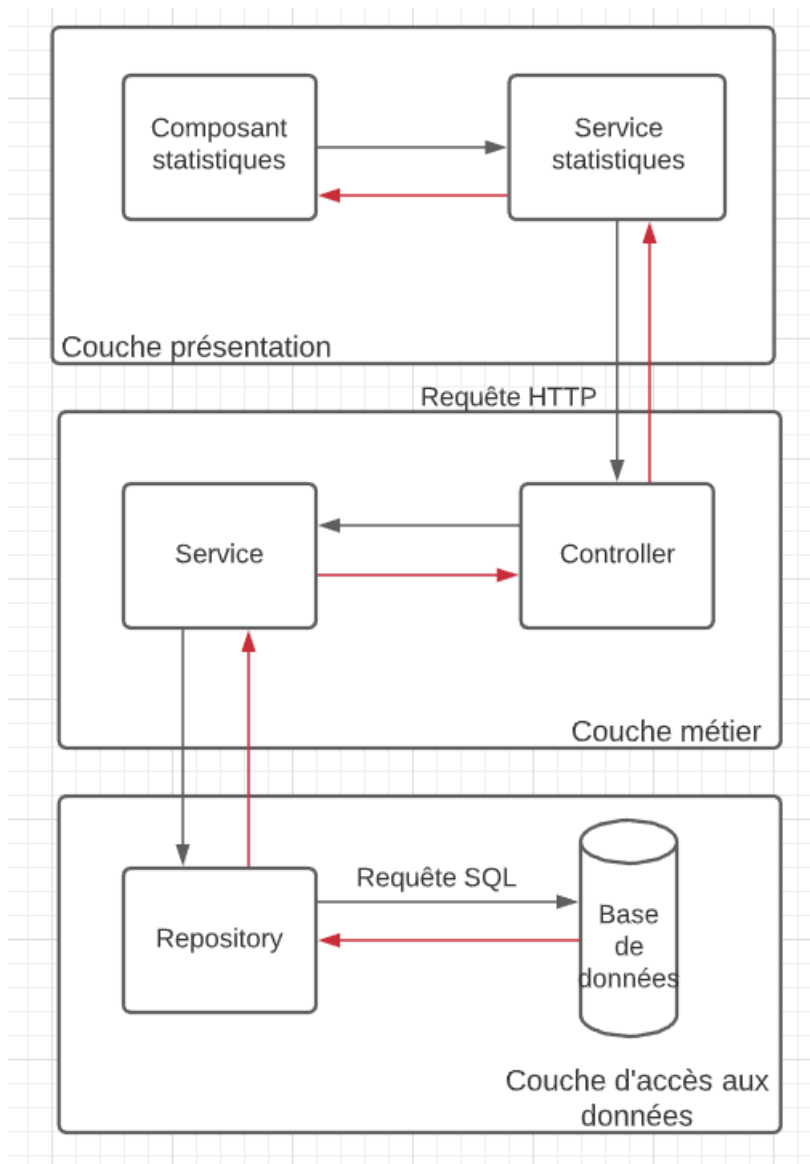 Composant
statistiques
Service
statistiques
Couche présentation
Requête HTTP
Service
Controller
Couche métier
Repository
Requête SQL
Base
de
données
Couche d'accès aux
données